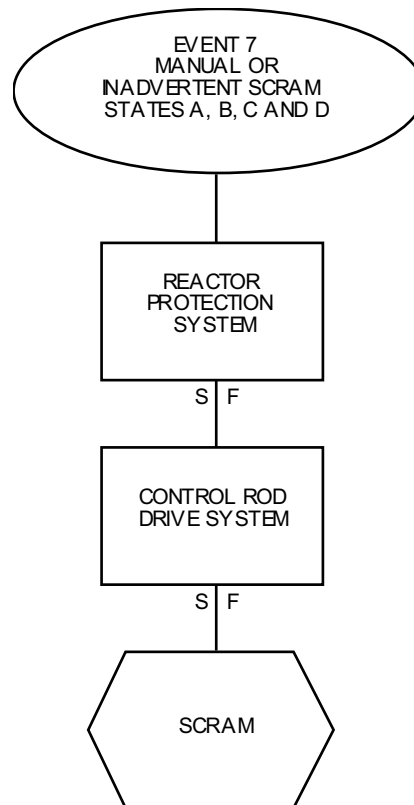 EVENT 7
MANUAL OR
INADVERTENT SCRAM
STATES A, B, C AND D
REACTOR
PROTECTION
SYSTEM
S F
CONTROL ROD
DRIVE SYSTEM
S F
SCRAM